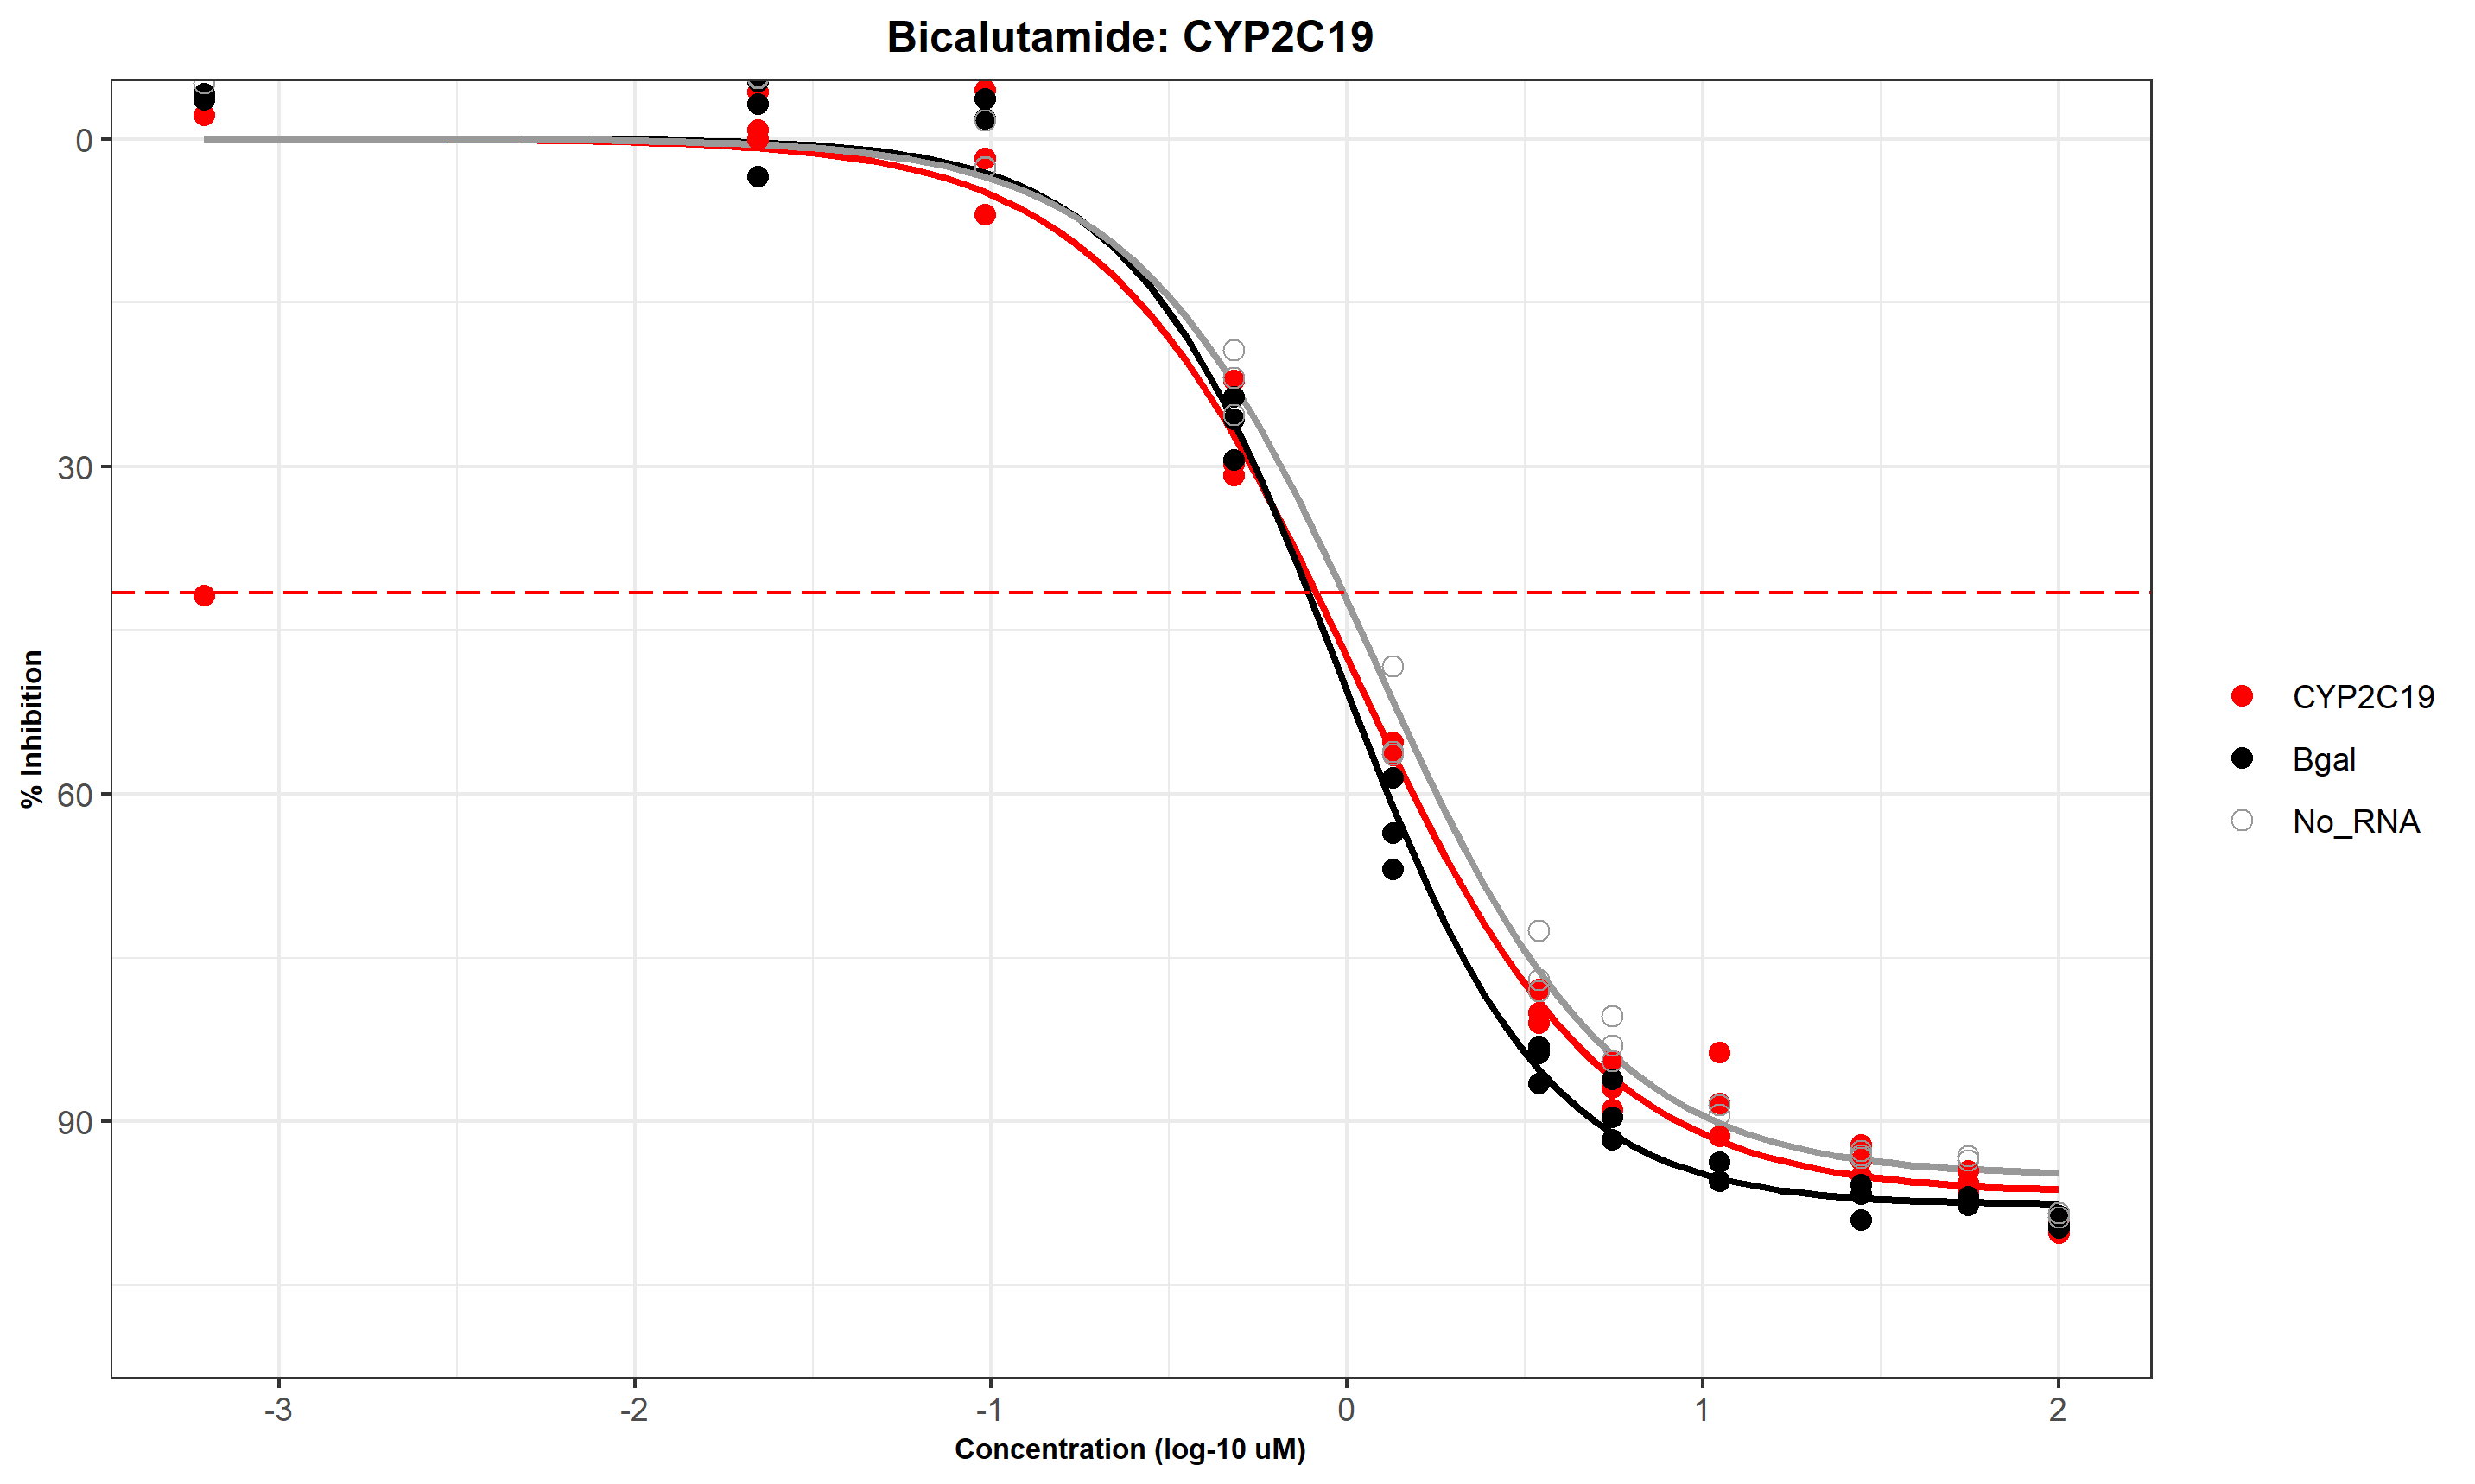 Bicalutamide: CYP2C19
% Inhibition
0
30
60
90
-3
-2
-1
0
1
2
Concentration (log-10 uM)
CYP2C19
Bgal
No_RNA